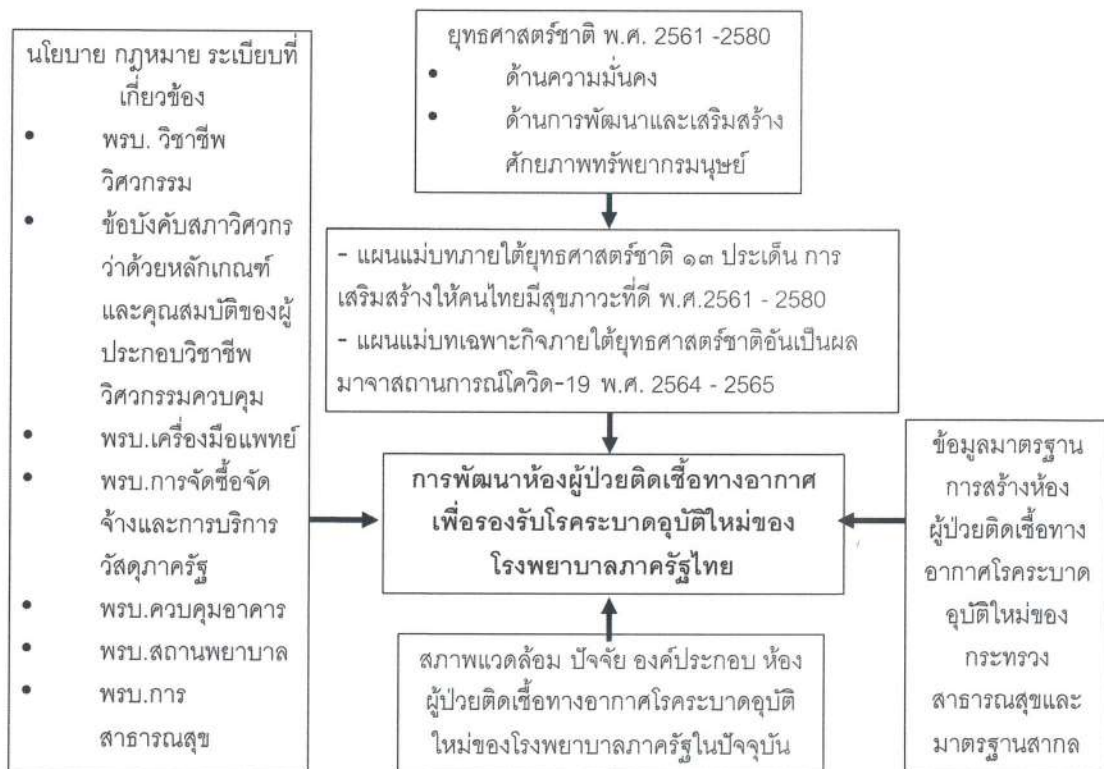 ยุทธศาสตร์ชาติ พ.ศ. 2561 -2580
• ด้านความมั่นคง
• ด้านการพัฒนาและเสริมสร้าง
ศักยภาพทรัพยากรมนุษย์
นโยบาย กฎหมาย ระเบียบที่
เกี่ยวข้อง
• พรบ. วิชาชีพ
วิศวกรรม
• ข้อบังคับสภาวิศวกร
ว่าด้วยหลักเกณฑ์
และคุณสมบัติของผู้
ประกอบวิชาชีพ
วิศวกรรมควบคุม
• พรบ.เครื่องมือแพทย์
• พรบ.การจัดซื้อจัด
จ้างและการบริการ
วัสดุภาครัฐ
• พรบ.ควบคุมอาคาร
• พรบ.สถานพยาบาล
• พรบ.การ
สาธารณสุข
- แผนแม่บทภายใต้ยุทธศาสตร์ชาติ ๑๓ ประเด็น การ
เสริมสร้างให้คนไทยมีสุขภาวะที่ดี พ.ศ.2561 - 2580
- แผนแม่บทเฉพาะกิจภายใต้ยุทธศาสตร์ชาติอันเป็นผล
มาจาสถานการณ์โควิด-19 พ.ศ. 2564 - 2565
การพัฒนาห้องผู้ป่วยติดเชื้อทางอากาศ
เพื่อรองรับโรคระบาดอุบัติใหม่ของ
โรงพยาบาลภาครัฐไทย
สภาพแวดล้อม ปัจจัย องค์ประกอบ ห้อง
ผู้ป่วยติดเชื้อทางอากาศโรคระบาดอุบัติ
ใหม่ของโรงพยาบาลภาครัฐในปัจจุบัน
ข้อมูลมาตรฐาน
การสร้างห้อง
ผู้ป่วยติดเชื้อทาง
อากาศโรคระบาด
อุบัติใหม่ของ
กระทรวง
สาธารณสุขและ
มาตรฐานสากล